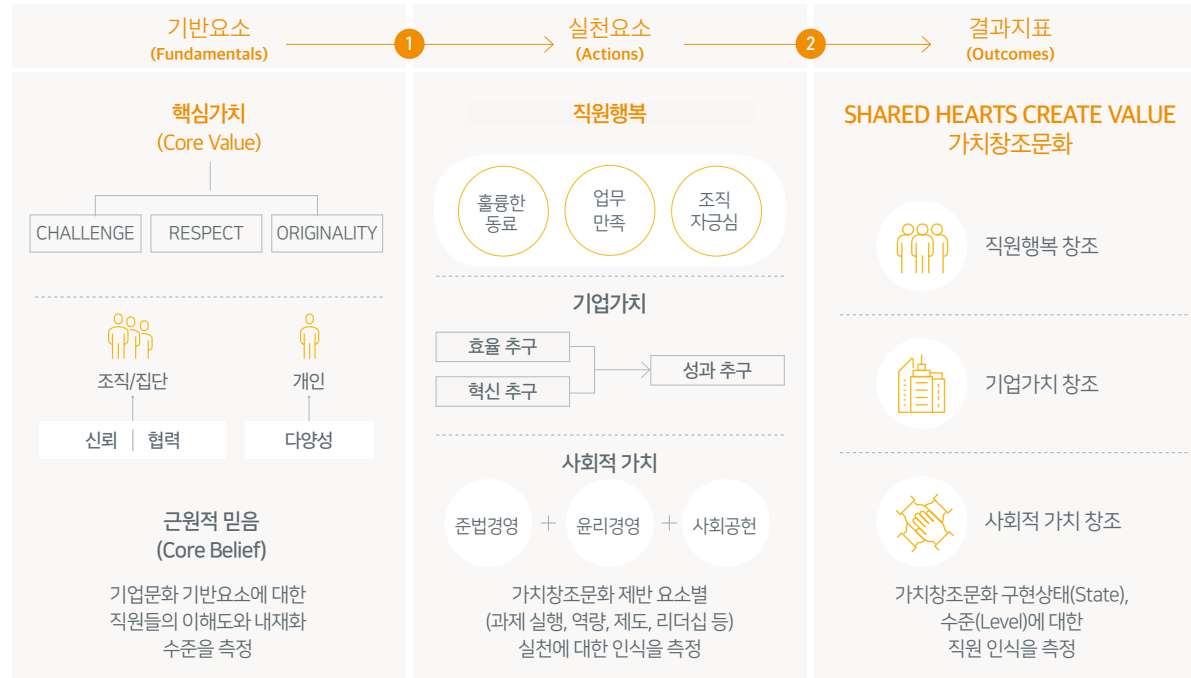 기반요소
(Fundamentals)
1
실천요소
(Actions)
2
결과지표
(Outcomes)
핵심가치
(Core Value)
CHALLENGE
RESPECT
ORIGINALITY
조직/집단
개인
신뢰 | 협력
다양성
근원적 믿음
(Core Belief)
기업문화 기반요소에 대한
직원들의 이해도와 내재화
수준을 측정
직원행복
훌륭한
동료
업무
만족
조직
자긍심
기업가치
효율 추구
혁신 추구
성과 추구
사회적 가치
준법경영 + 윤리경영 + 사회공헌
가치창조문화 제반 요소별
(과제 실행, 역량, 제도, 리더십 등)
실천에 대한 인식을 측정
SHARED HEARTS CREATE VALUE
가치창조문화
직원행복 창조
기업가치 창조
사회적 가치 창조
가치창조문화 구현상태(State),
수준(Level)에 대한
직원 인식을 측정